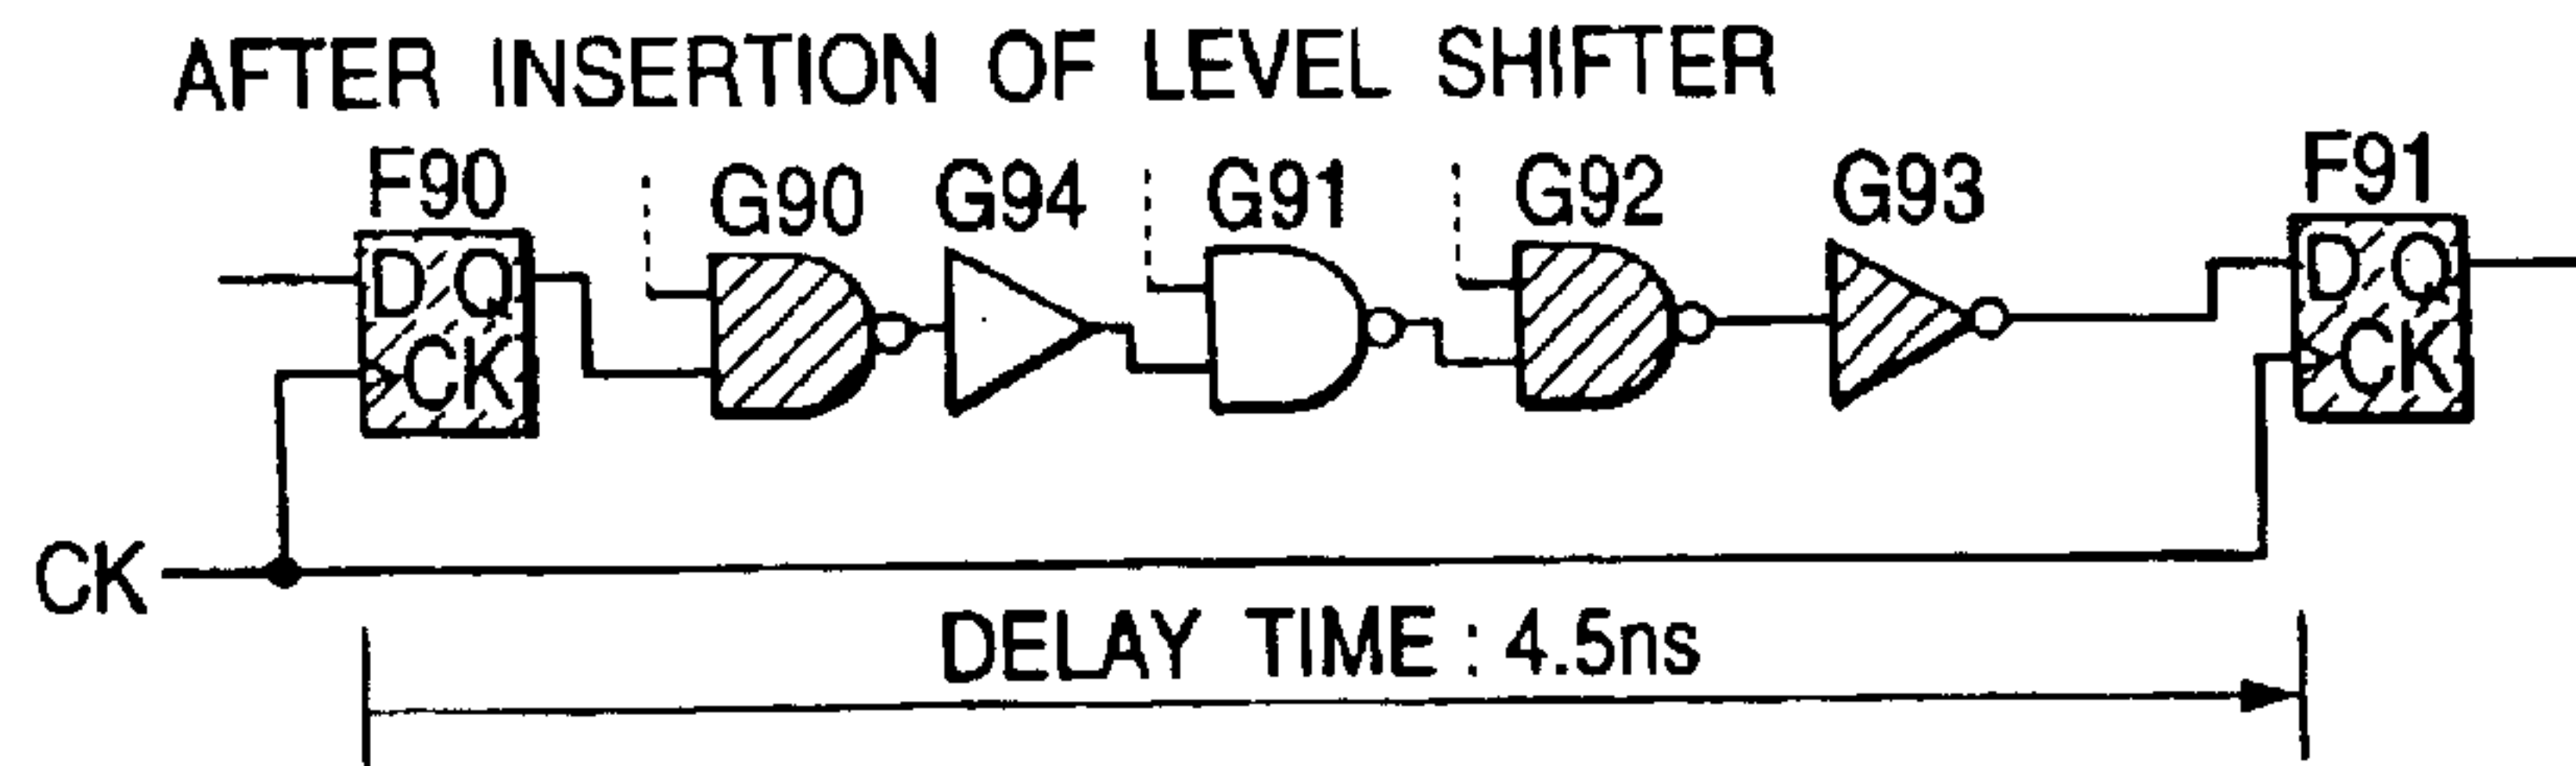 AFTER INSERTION OF LEVEL SHIFTER
F90 G90 G94 G91 G92 G93 F91
D Q D Q
CK CK
CK
DELAY TIME : 4.5ns